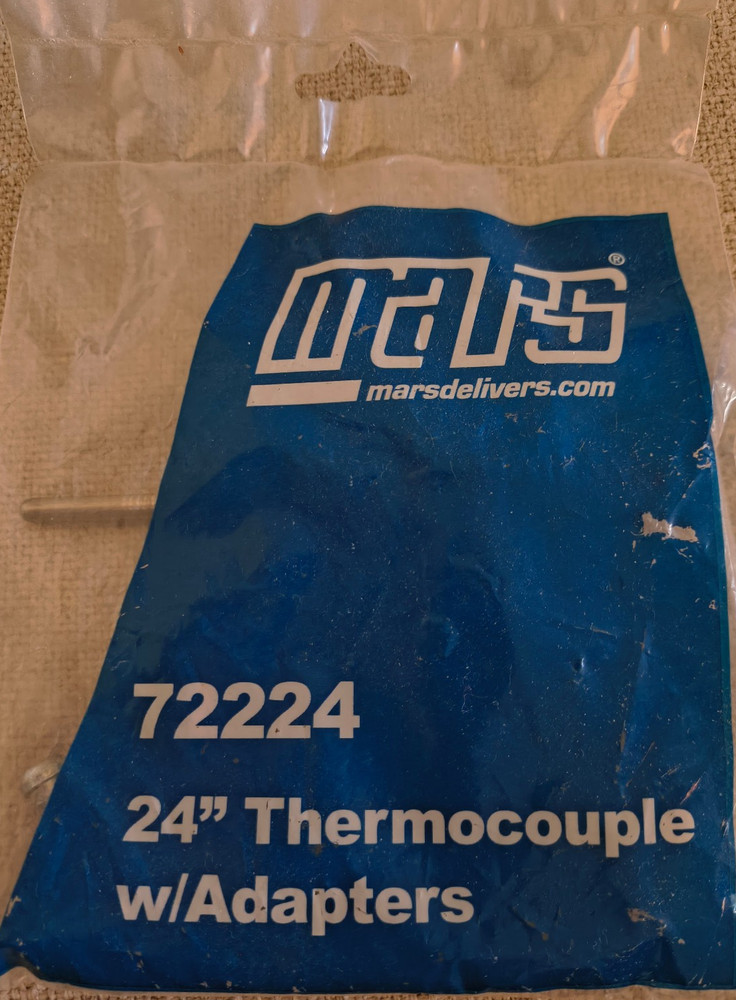 mars®
marsdelivers.com
72224
24” Thermocouple
w/Adapters